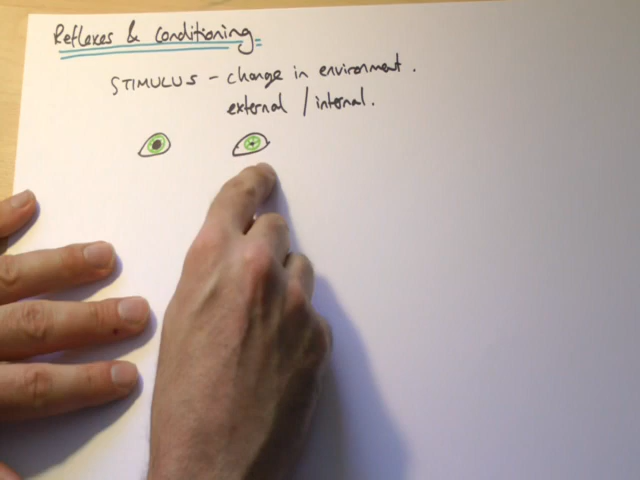 Reflexes & Conditioning
STIMULUS - change in environment.
external / internal.